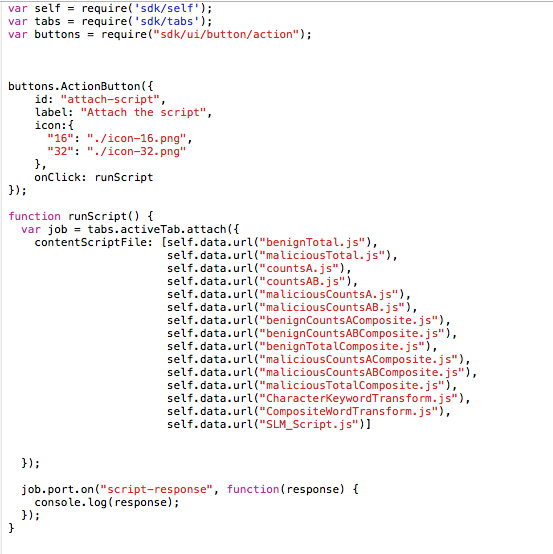 var self = require('sdk/self');
var tabs = require('sdk/tabs');
var buttons = require("sdk/ui/button/action");
buttons.ActionButton({
    id: "attach-script",
    label: "Attach the script",
    icon:{
      "16": "./icon-16.png",
      "32": "./icon-32.png"
    },
    onClick: runScript
});
function runScript() {
  var job = tabs.activeTab.attach({
    contentScriptFile: [self.data.url("benignTotal.js"),
                        self.data.url("maliciousTotal.js"),
                        self.data.url("countsA.js"),
                        self.data.url("countsAB.js"),
                        self.data.url("maliciousCountsA.js"),
                        self.data.url("maliciousCountsAB.js"),
                        self.data.url("benignCountsAComposite.js"),
                        self.data.url("benignCountsABComposite.js"),
                        self.data.url("benignTotalComposite.js"),
                        self.data.url("maliciousCountsAComposite.js"),
                        self.data.url("maliciousCountsABComposite.js"),
                        self.data.url("maliciousTotalComposite.js"),
                        self.data.url("CharacterKeywordTransform.js"),
                        self.data.url("CompositeWordTransform.js"),
                        self.data.url("SLM_Script.js")]
  });
  job.port.on("script-response", function(response) {
    console.log(response);
  });
}